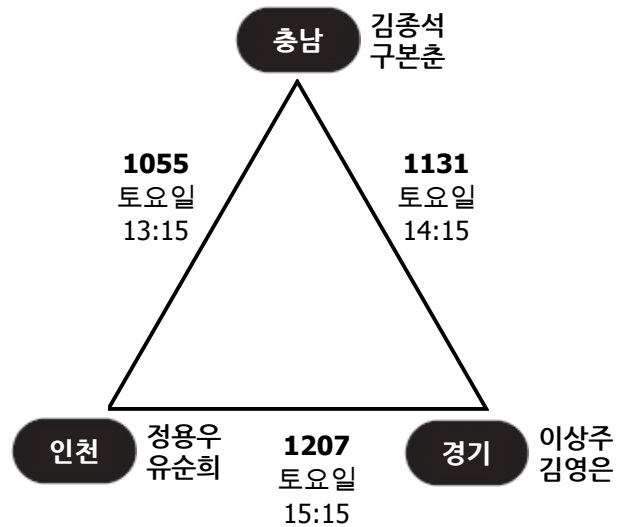 충남
김종석
구본춘
1055
토요일
13:15
1131
토요일
14:15
인천
정용우
유순희
1207
토요일
15:15
경기
이상주
김영은